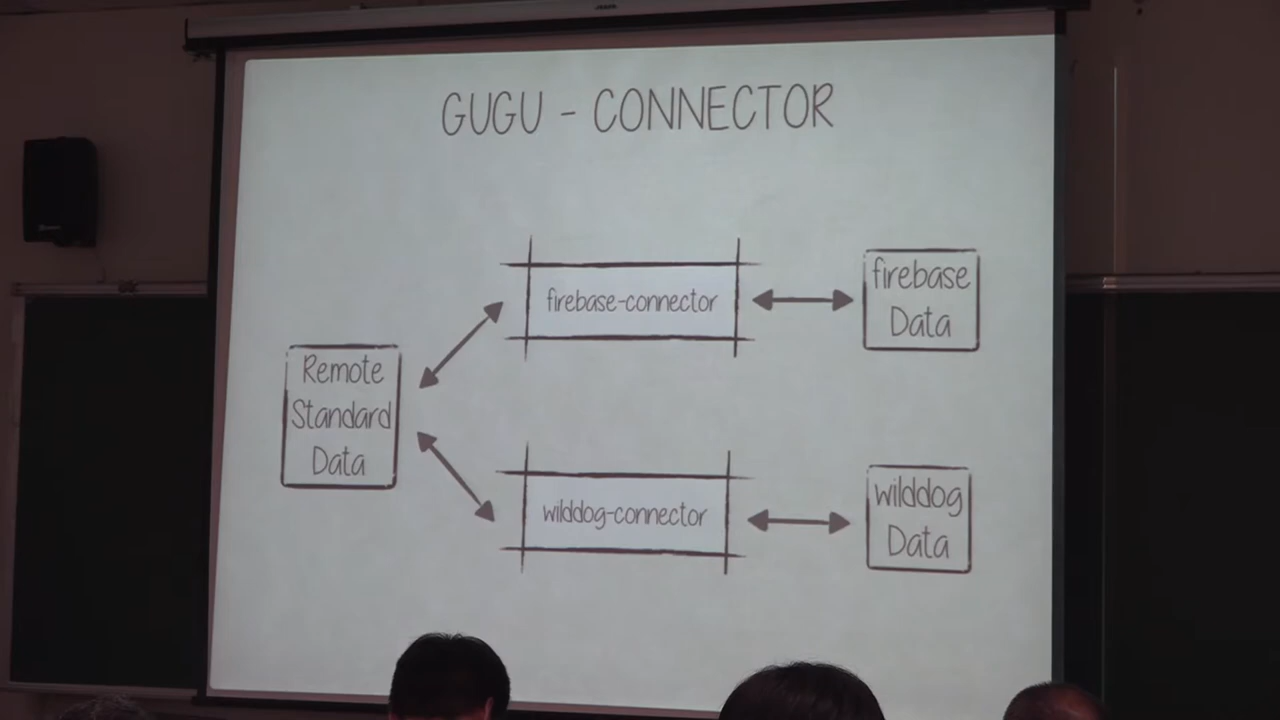 GUGU - CONNECTOR
firebase-connector
firebase
Data
Remote
Standard
Data
wilddog-connector
wilddog
Data